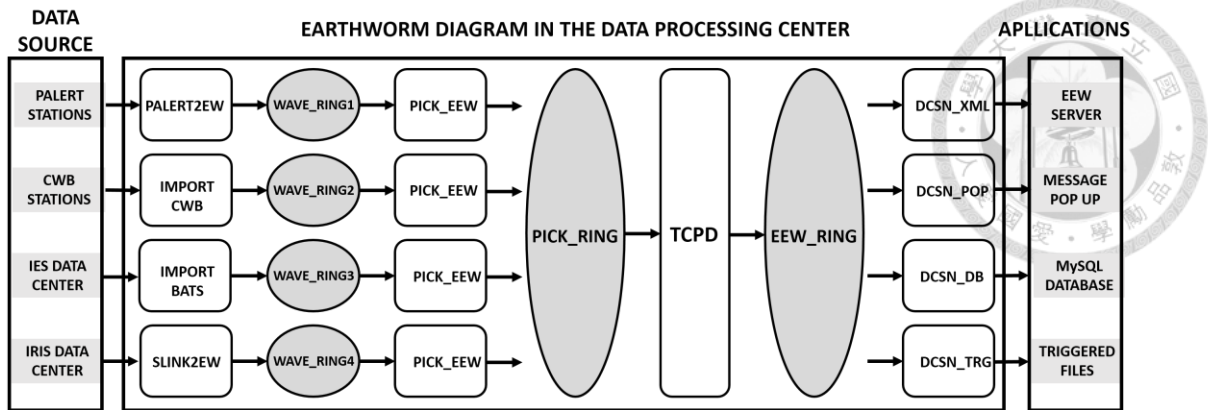 DATA
SOURCE
EARTHWORM DIAGRAM IN THE DATA PROCESSING CENTER
APLLICATIONS
PALERT
STATIONS
PALERT2EW
WAVE_RING1
PICK_EEW
DCSN_XML
EEW
SERVER
CWB
STATIONS
IMPORT
CWB
WAVE_RING2
PICK_EEW
DCSN_POP
MESSAGE
POP UP
PICK_RING
TCPD
EEW_RING
IES DATA
CENTER
IMPORT
BATS
WAVE_RING3
PICK_EEW
DCSN_DB
MySQL
DATABASE
IRIS DATA
CENTER
SLINK2EW
WAVE_RING4
PICK_EEW
DCSN_TRG
TRIGGERED
FILES